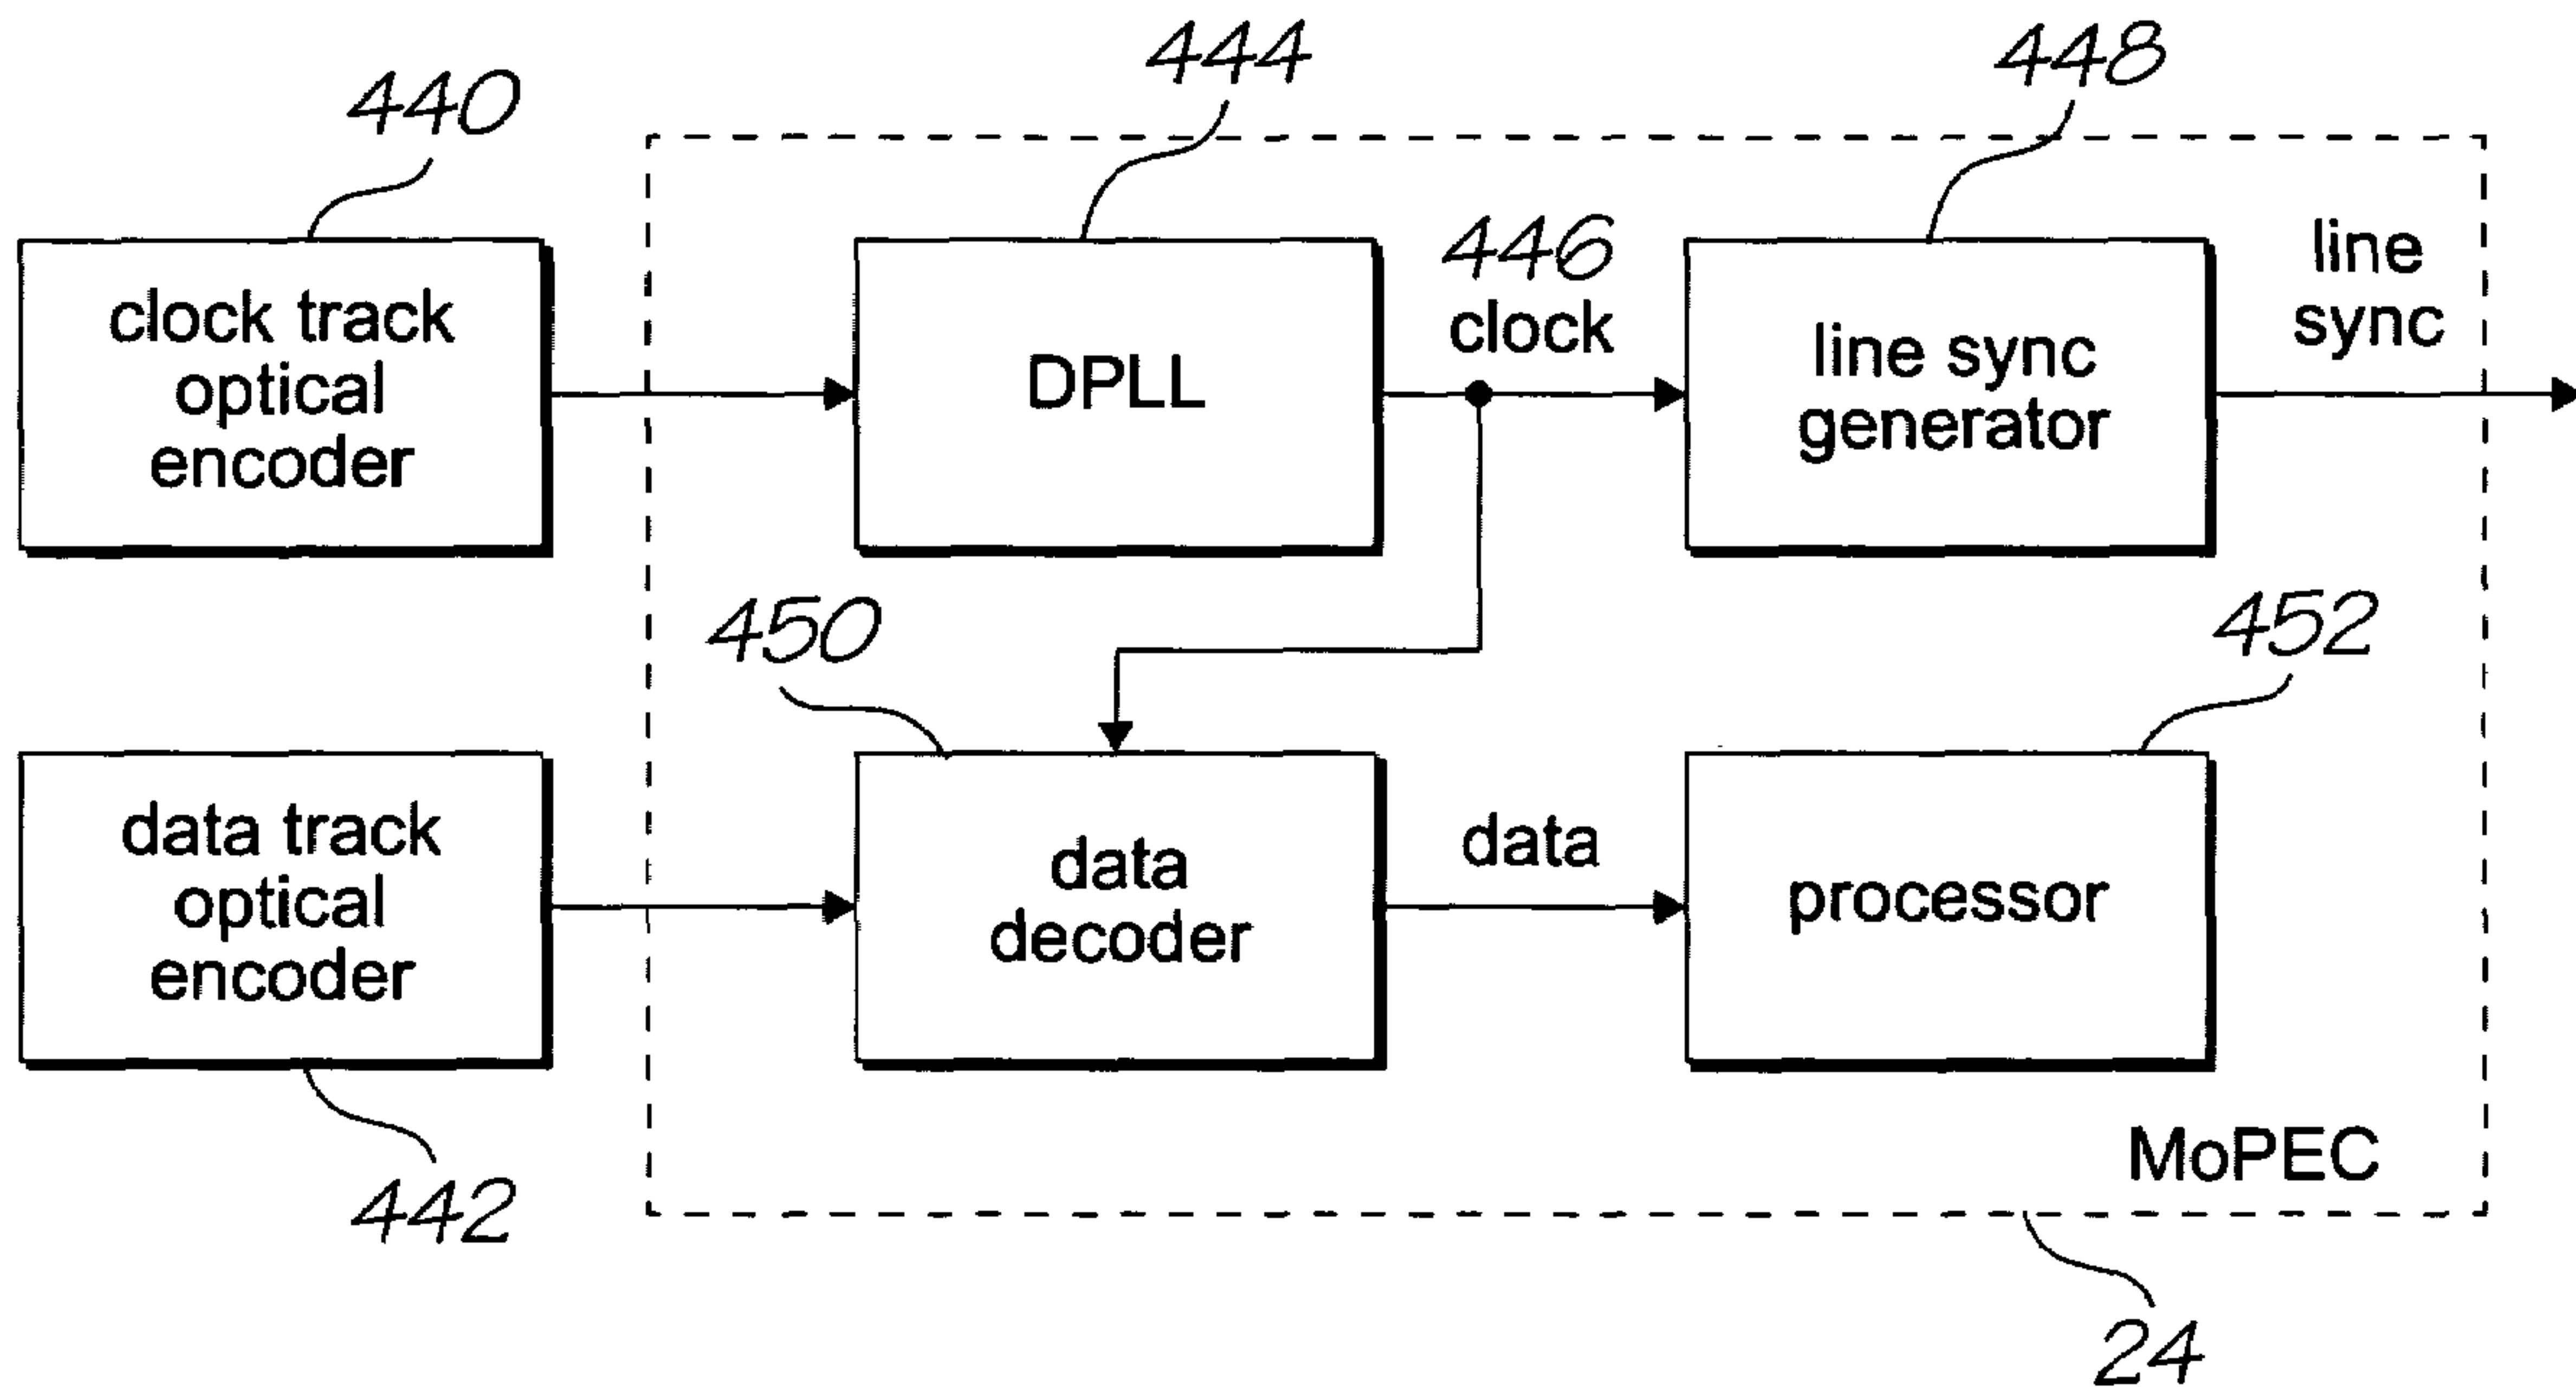 440
444
448
clock track
optical
encoder
DPLL
446
clock
line sync
generator
line
sync
450
452
data track
optical
encoder
data
decoder
data
processor
MoPEC
442
24